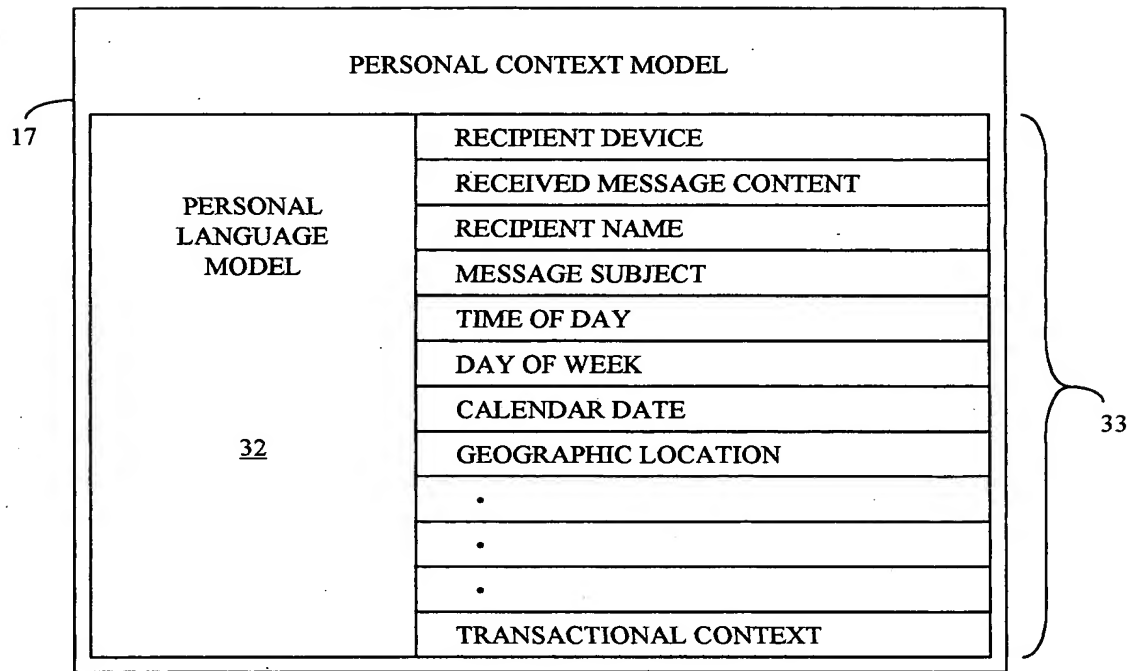 PERSONAL CONTEXT MODEL
17
PERSONAL
LANGUAGE
MODEL
32
RECIPIENT DEVICE
RECEIVED MESSAGE CONTENT
RECIPIENT NAME
MESSAGE SUBJECT
TIME OF DAY
DAY OF WEEK
CALENDAR DATE
GEOGRAPHIC LOCATION
•
•
•
TRANSACTIONAL CONTEXT
33